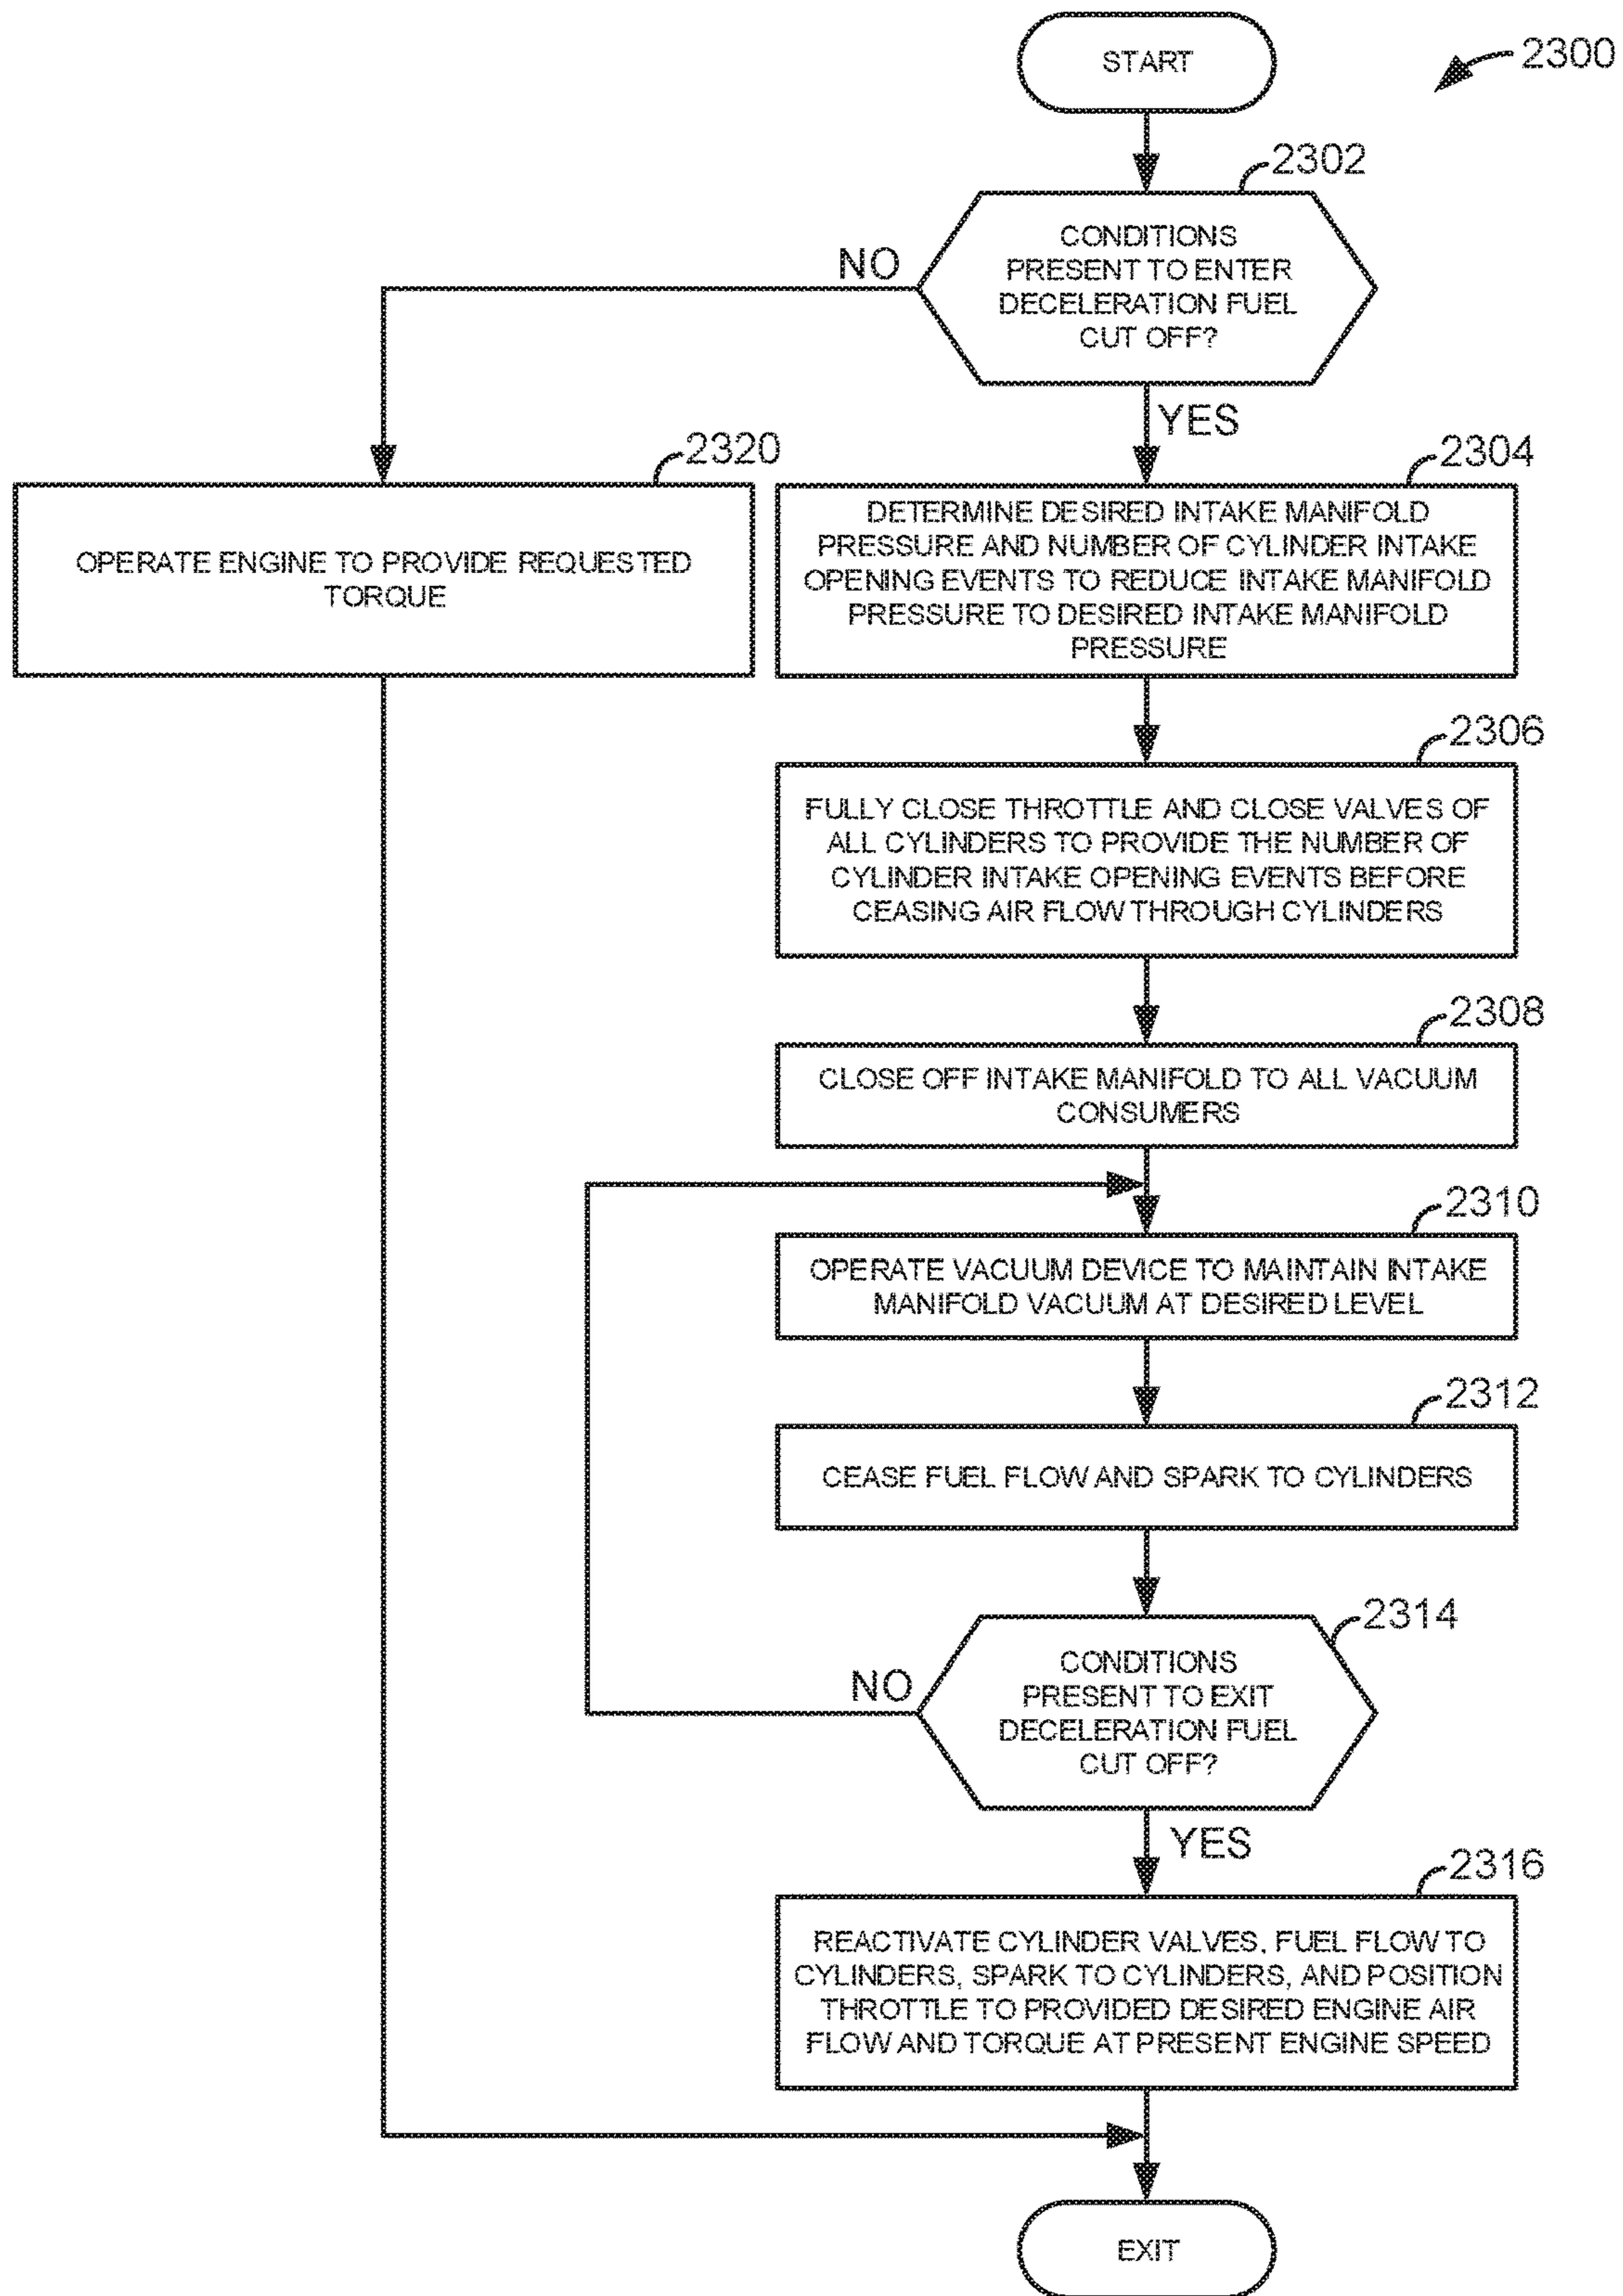 START
2300
2302
CONDITIONS
PRESENT TO ENTER
DECELERATION FUEL
CUT OFF?
NO
YES
2320
OPERATE ENGINE TO PROVIDE REQUESTED
TORQUE
2304
DETERMINE DESIRED INTAKE MANIFOLD
PRESSURE AND NUMBER OF CYLINDER INTAKE
OPENING EVENTS TO REDUCE INTAKE MANIFOLD
PRESSURE TO DESIRED INTAKE MANIFOLD
PRESSURE
2306
FULLY CLOSE THROTTLE AND CLOSE VALVES OF
ALL CYLINDERS TO PROVIDE THE NUMBER OF
CYLINDER INTAKE OPENING EVENTS BEFORE
CEASING AIR FLOW THROUGH CYLINDERS
2308
CLOSE OFF INTAKE MANIFOLD TO ALL VACUUM
CONSUMERS
2310
OPERATE VACUUM DEVICE TO MAINTAIN INTAKE
MANIFOLD VACUUM AT DESIRED LEVEL
2312
CEASE FUEL FLOW AND SPARK TO CYLINDERS
2314
CONDITIONS
PRESENT TO EXIT
DECELERATION FUEL
CUT OFF?
NO
YES
2316
REACTIVATE CYLINDER VALVES, FUEL FLOW TO
CYLINDERS, SPARK TO CYLINDERS, AND POSITION
THROTTLE TO PROVIDED DESIRED ENGINE AIR
FLOW AND TORQUE AT PRESENT ENGINE SPEED
EXIT